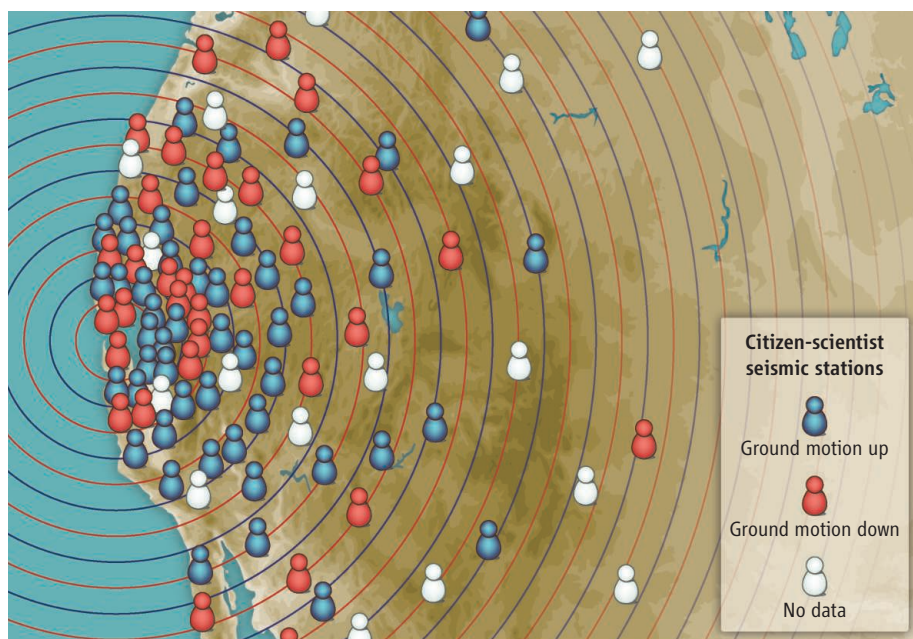 Citizen-scientist
seismic stations
Ground motion up
Ground motion down
No data